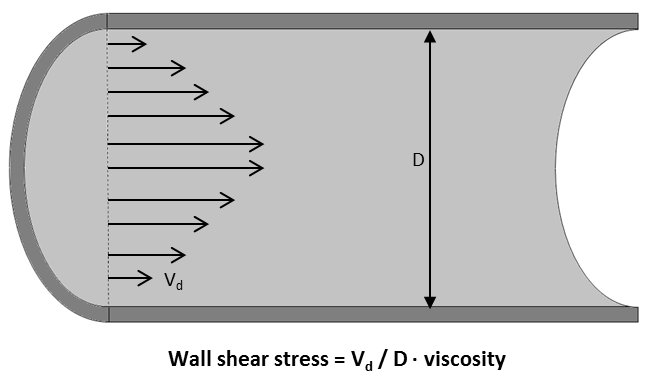 D
Vd
Wall shear stress = Vd / D · viscosity